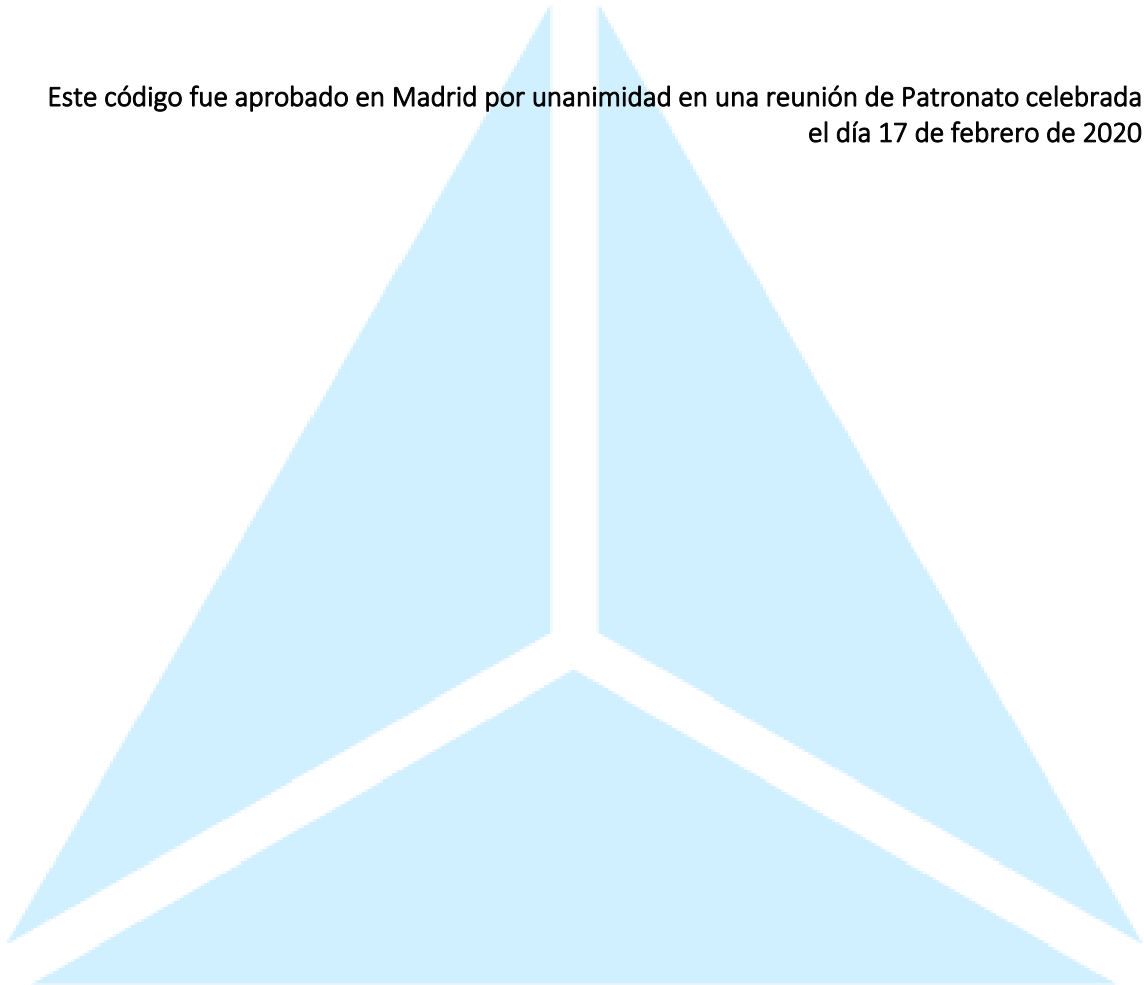 Este código fue aprobado en Madrid por unanimidad en una reunión de Patronato celebrada
el día 17 de febrero de 2020